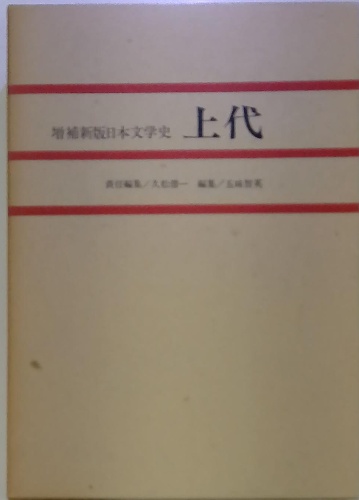 増補新版日本文学史 上代
責任編集／久松潜一 編集／五味智英